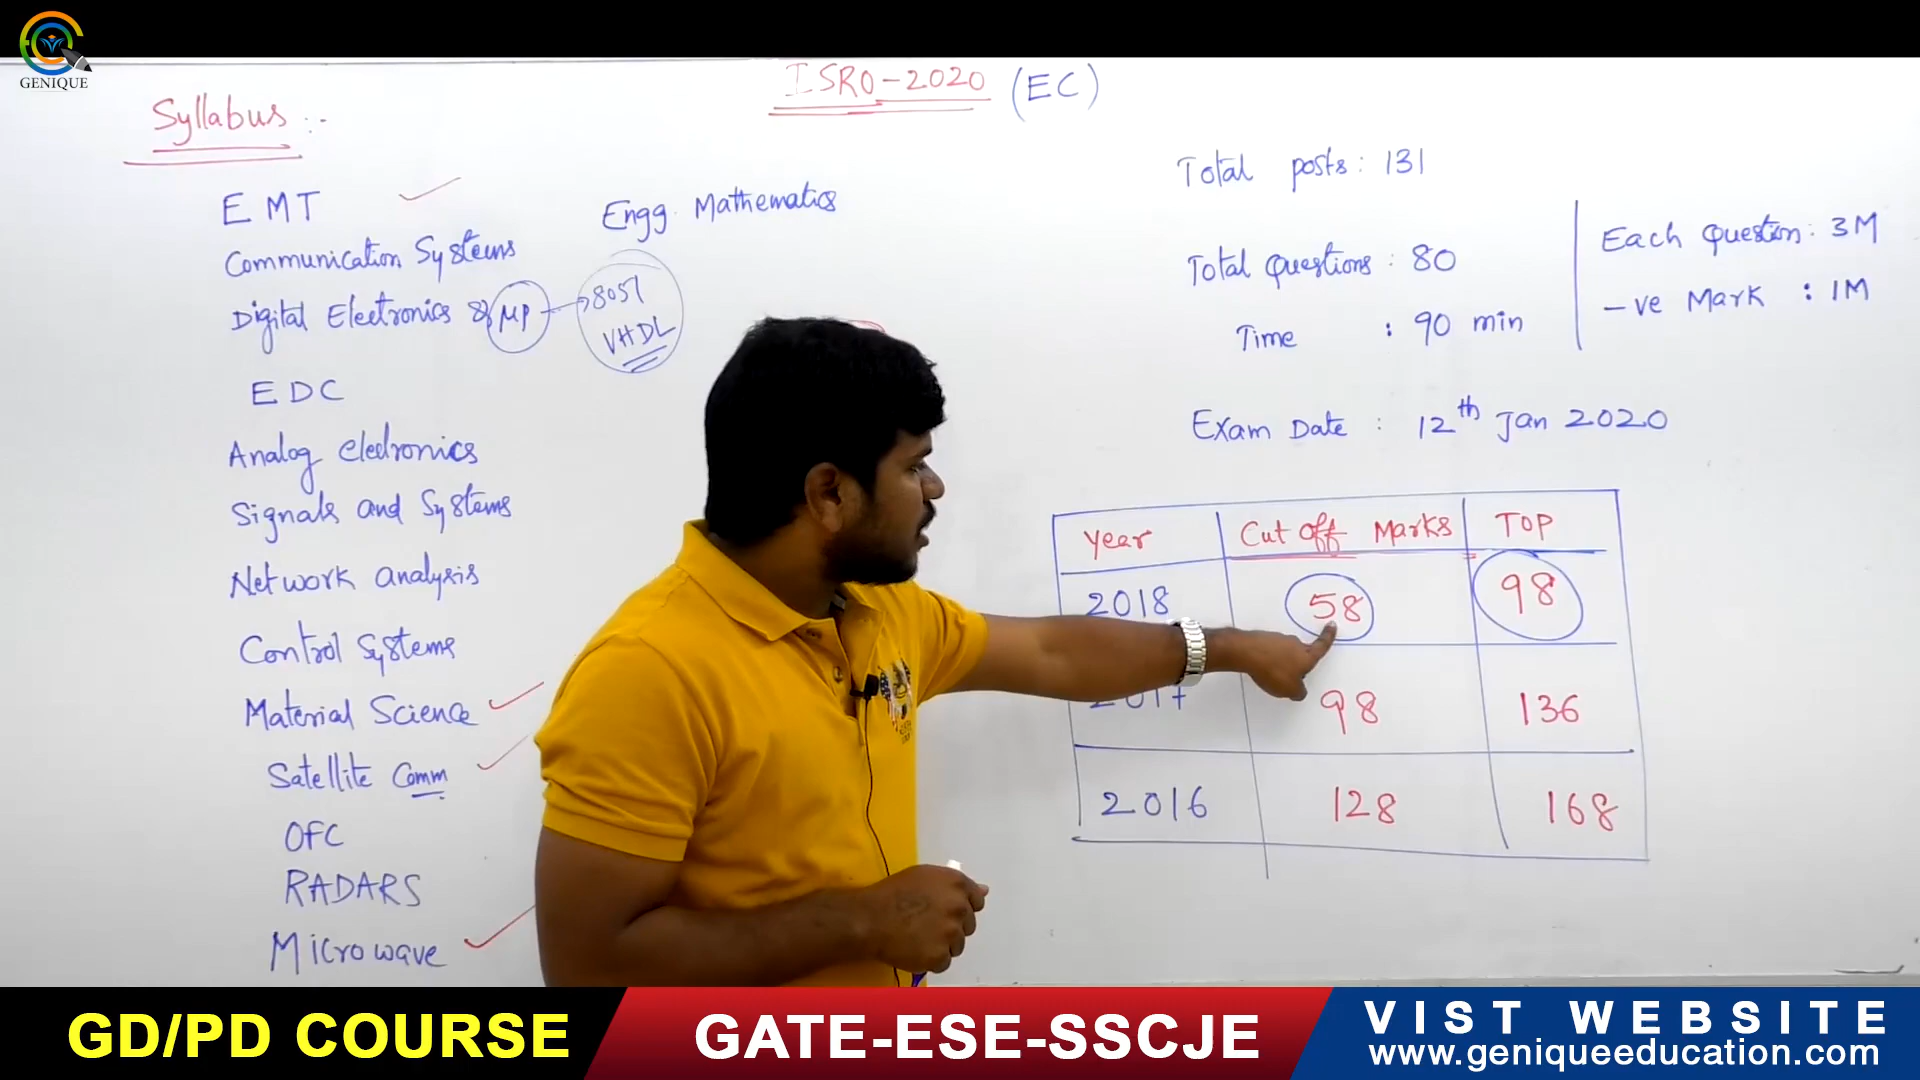 GENIQUE
ISRO-2020 (EC)
Syllabus :-
EMT
Communication Systems
Digital Electronics & MP → 8051
VHDL
EDC
Analog electronics
Signals and Systems
Network analysis
Control Systems
Material Science
Satellite Comm
OFC
RADARS
Microwave
Engg. Mathematics
Total posts : 131
Total Questions : 80
Time : 90 min
Each Question : 3M
-ve Mark : 1M
Exam Date : 12th Jan 2020
Year Cut off Marks TOP
2018 58 98
2017 98 136
2016 128 168
GD/PD COURSE
GATE-ESE-SSCJE
VIST WEBSITE
www.geniqueeducation.com